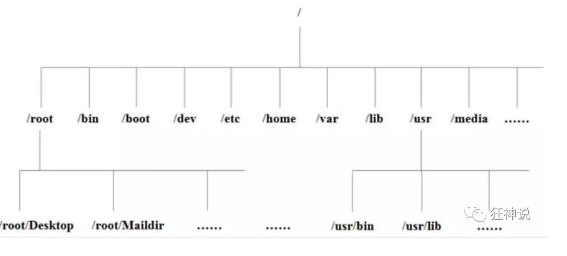 /
/root /bin /boot /dev /etc /home /var /lib /usr /media ……
/root/Desktop /root/Maildir …… …… /usr/bin /usr/lib ……
狂神说